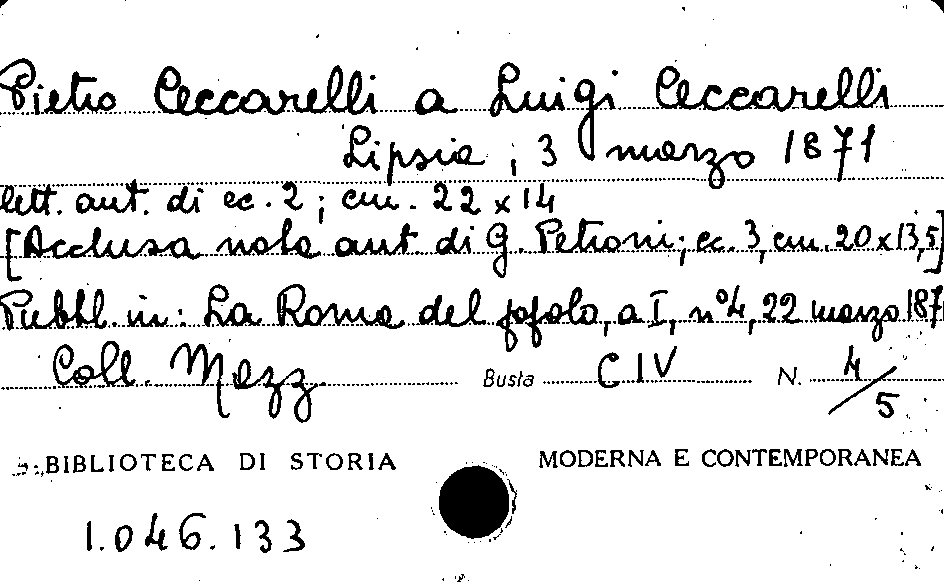 Pietro Ceccarelli a Luigi Ceccarelli
Lipsia, 3 marzo 1871
lett. aut. di cc. 2; cm. 22 x 14
[Acclusa nota aut. di G. Petroni; cc. 3, cm. 20 x 13,5]
Pubbl. in: La Roma del popolo, a I, n° 4, 22 marzo 1871
Coll. Mezz Busta CIV N. 4/5
BIBLIOTECA DI STORIA MODERNA E CONTEMPORANEA
1.046.133